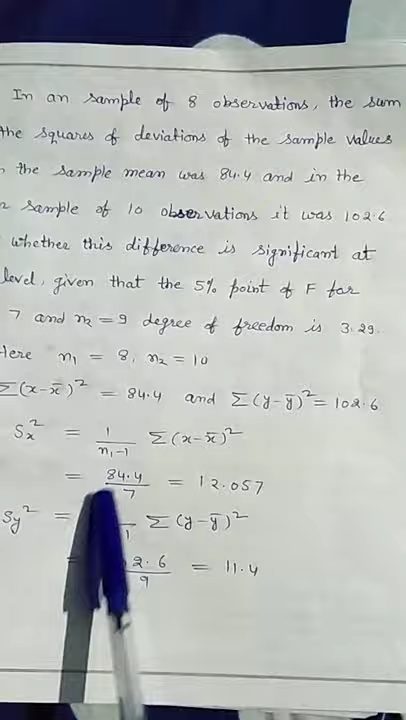 In an sample of 8 observations, the sum
the squares of deviations of the sample values
the sample mean was 84.4 and in the
sample of 10 observations it was 102.6
whether this difference is significant at
level, given that the 5% point of F for
7 and n₂ = 9 degree of freedom is 3.29.
Here n₁ = 8, n₂ = 10
Σ(x-x̄)² = 84.4 and Σ(y-ȳ)² = 102.6
Sx² = 1/(n₁-1) Σ(x-x̄)²
= 84.4/7 = 12.057
Sy² = Σ(y-ȳ)²
2.6/9 = 11.4